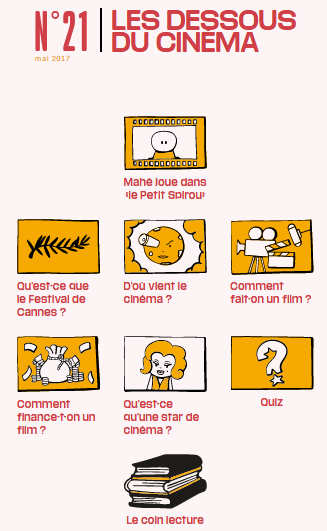 N°21
mai 2017
LES DESSOUS
DU CINÉMA
Mahé joue dans
"le Petit Spirou"
Qu'est-ce que
le Festival de
Cannes ?
D'où vient le
cinéma ?
Comment
fait-on un film ?
Comment
finance-t-on un
film ?
Qu'est-ce
qu'une star de
cinéma ?
Quiz
Le coin lecture